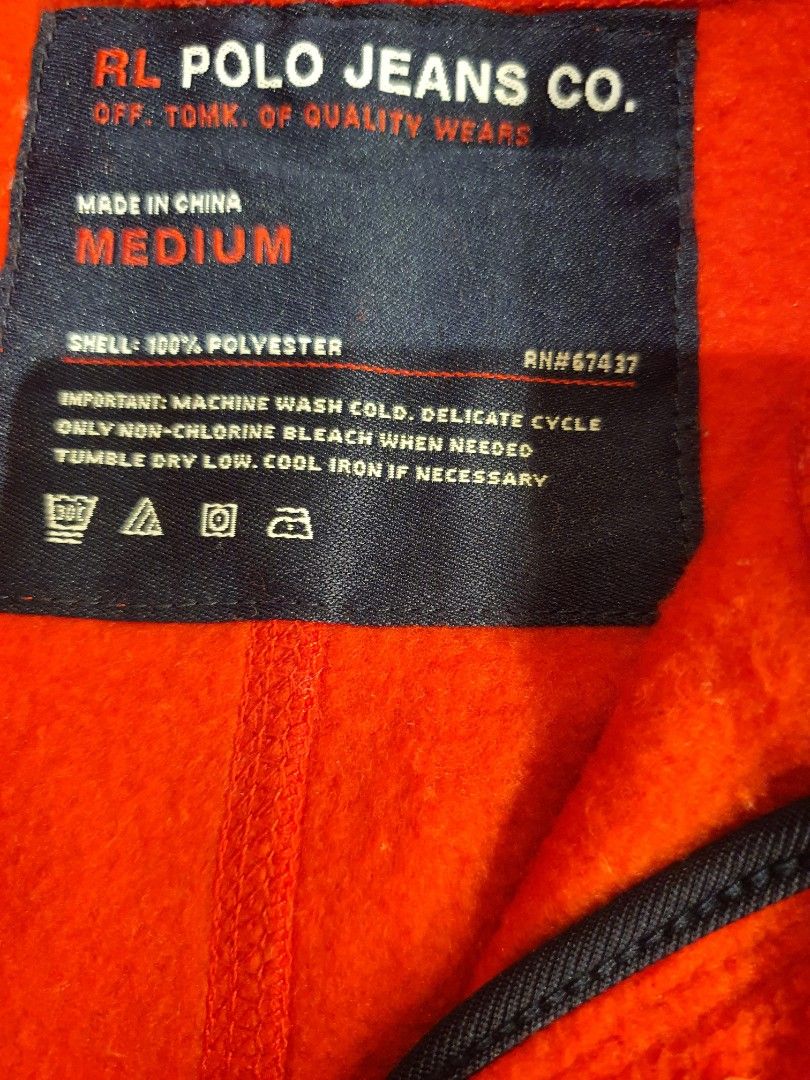 RL POLO JEANS CO.
OFF. TDMK. OF QUALITY WEARS
MADE IN CHINA
MEDIUM
SHELL: 100% POLYESTER
RN#67437
IMPORTANT: MACHINE WASH COLD. DELICATE CYCLE
ONLY NON-CHLORINE BLEACH WHEN NEEDED
TUMBLE DRY LOW. COOL IRON IF NECESSARY